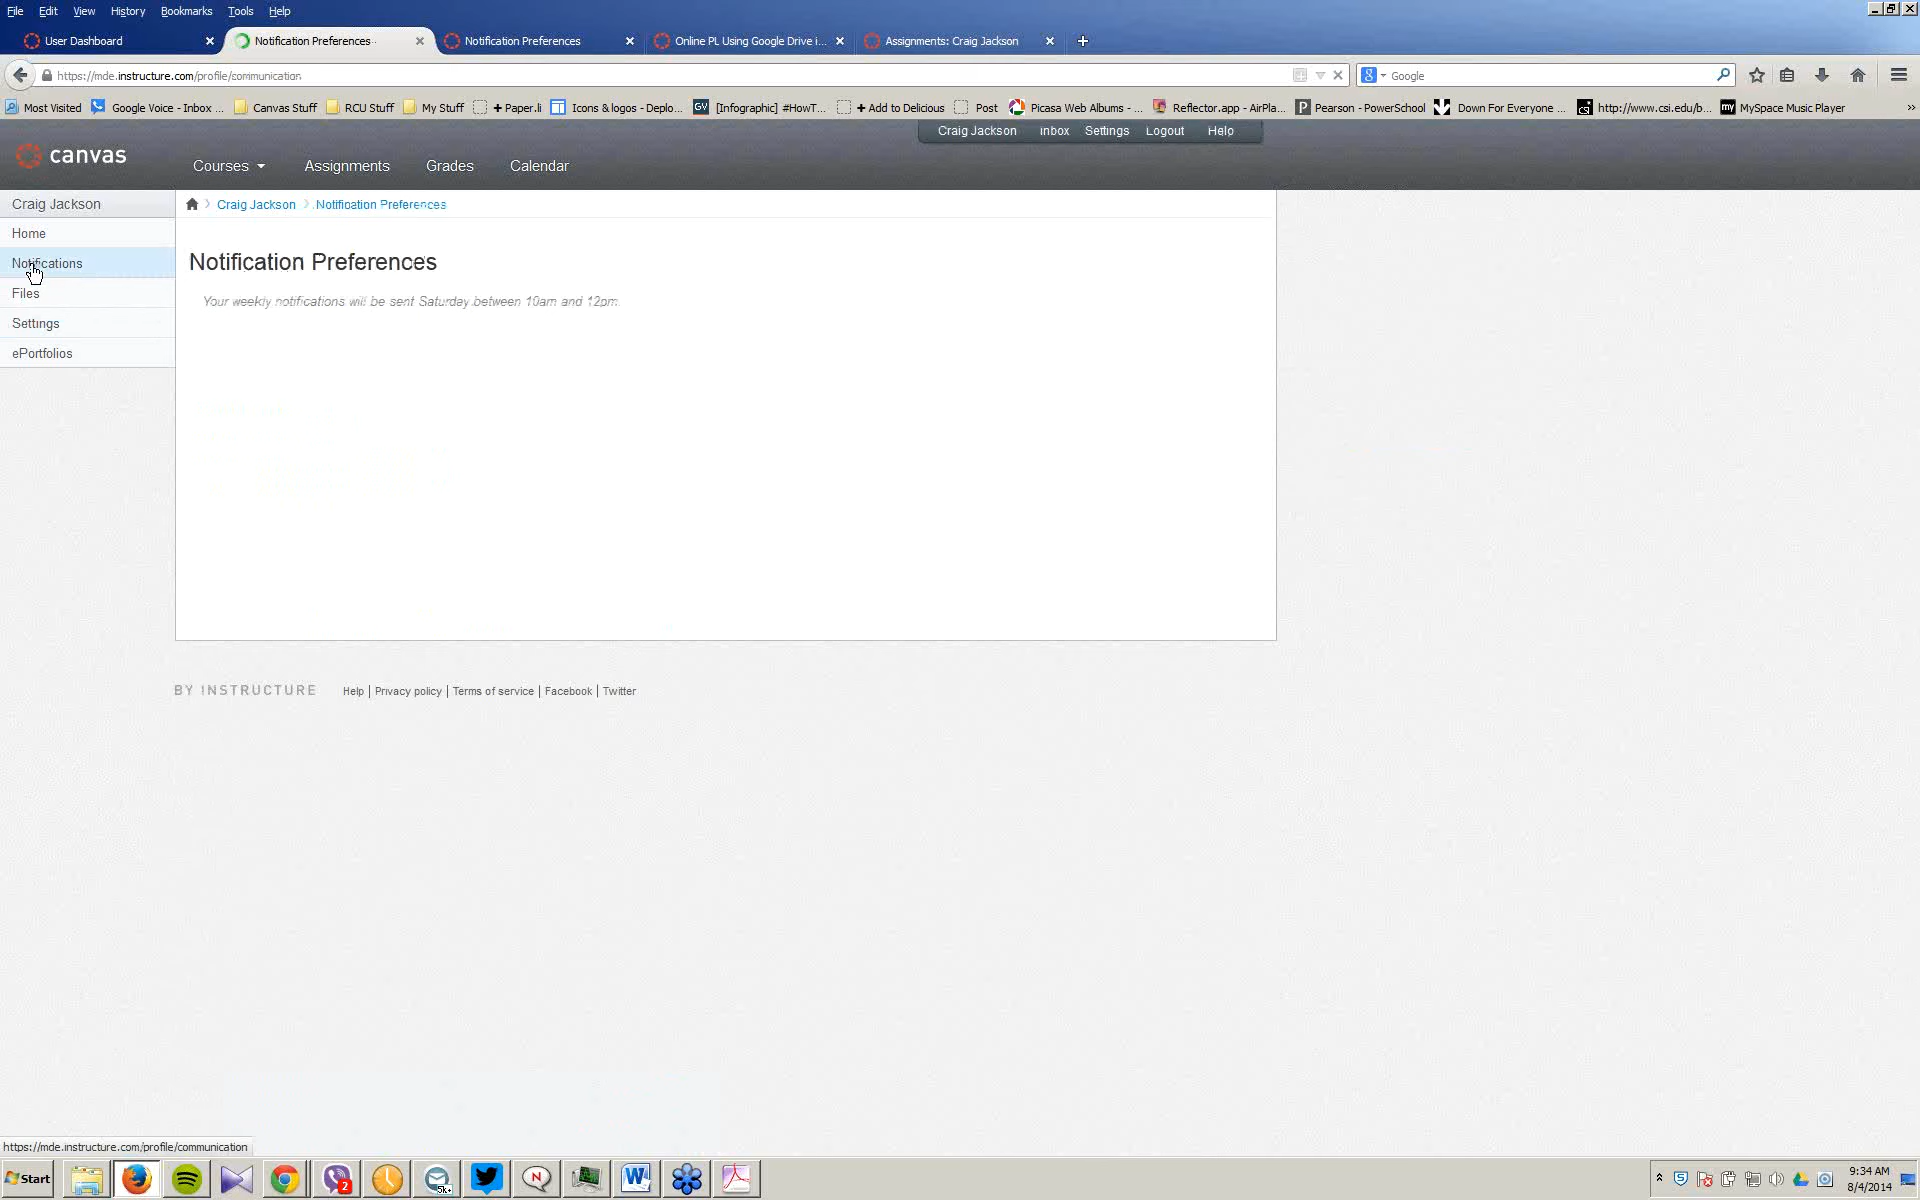 File Edit View History Bookmarks Tools Help
User Dashboard Notification Preferences Notification Preferences Online PL Using Google Drive i... Assignments: Craig Jackson
https://mde.instructure.com/profile/communication Google
Most Visited Google Voice - Inbox ... Canvas Stuff RCU Stuff My Stuff + Paper.li Icons & logos - Deplo... GV [Infographic] #HowT... + Add to Delicious Post Picasa Web Albums - ... Reflector.app - AirPla... P Pearson - PowerSchool Down For Everyone ... csi http://www.csi.edu/b... my MySpace Music Player
Craig Jackson Inbox Settings Logout Help
canvas
Courses Assignments Grades Calendar
Craig Jackson
Home
Notifications
Files
Settings
ePortfolios
Craig Jackson Notification Preferences
Notification Preferences
Your weekly notifications will be sent Saturday between 10am and 12pm.
BY INSTRUCTURE Help | Privacy policy | Terms of service | Facebook | Twitter
https://mde.instructure.com/profile/communication
Start 2 5k+ N W 9:34 AM
8/4/2014